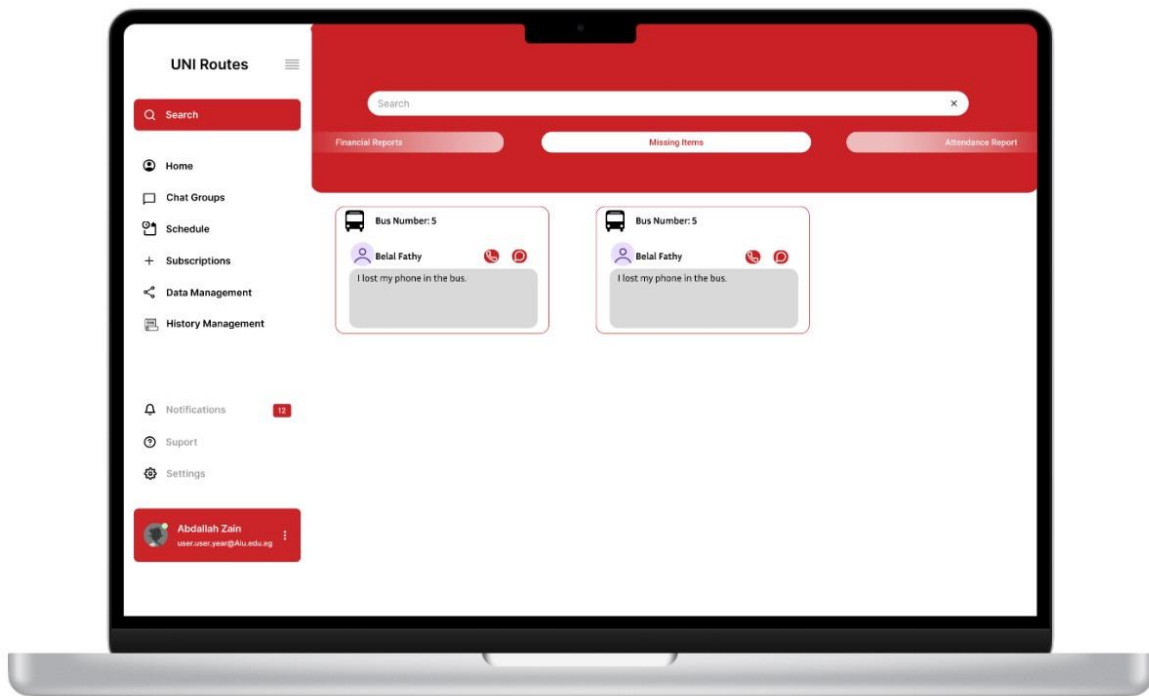 UNI Routes
Search
Home
Chat Groups
Schedule
Subscriptions
Data Management
History Management
Notifications 12
Suport
Settings
Abdallah Zain
user.user.year@Aiu.edu.eg
Search
Financial Reports
Missing Items
Attendance Report
Bus Number: 5
Belal Fathy
I lost my phone in the bus.
Bus Number: 5
Belal Fathy
I lost my phone in the bus.